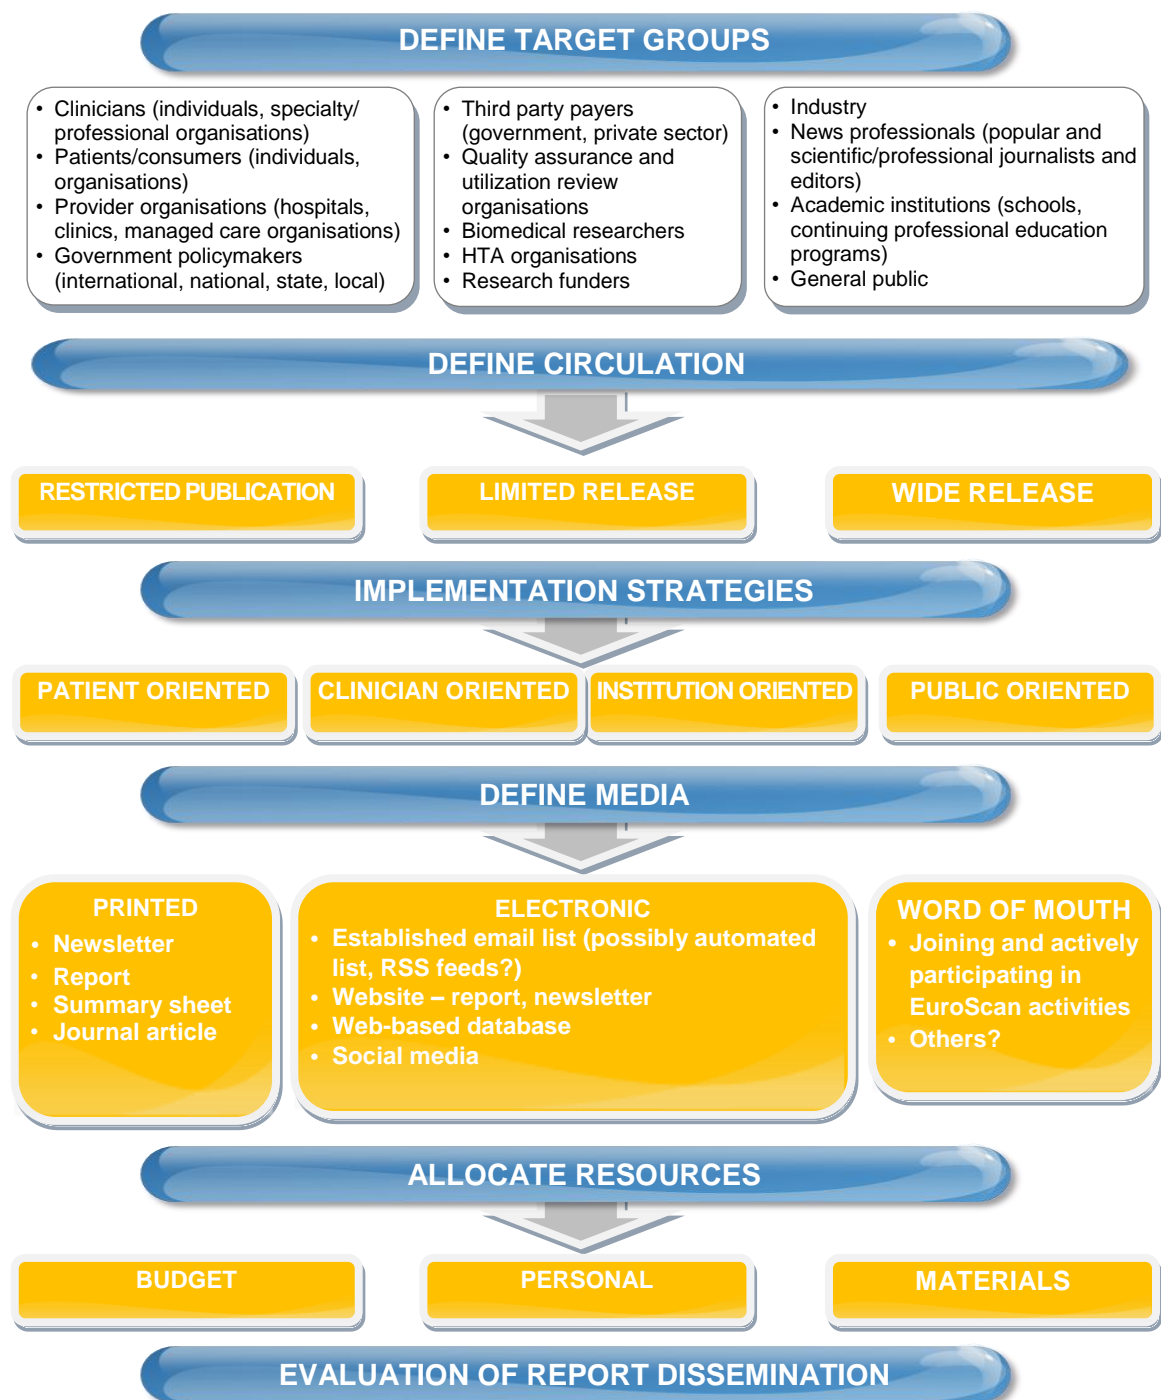 DEFINE TARGET GROUPS
• Clinicians (individuals, specialty/
professional organisations)
• Patients/consumers (individuals,
organisations)
• Provider organisations (hospitals,
clinics, managed care organisations)
• Government policymakers
(international, national, state, local)
• Third party payers
(government, private sector)
• Quality assurance and
utilization review
organisations
• Biomedical researchers
• HTA organisations
• Research funders
• Industry
• News professionals (popular and
scientific/professional journalists and
editors)
• Academic institutions (schools,
continuing professional education
programs)
• General public
DEFINE CIRCULATION
RESTRICTED PUBLICATION
LIMITED RELEASE
WIDE RELEASE
IMPLEMENTATION STRATEGIES
PATIENT ORIENTED
CLINICIAN ORIENTED
INSTITUTION ORIENTED
PUBLIC ORIENTED
DEFINE MEDIA
PRINTED
• Newsletter
• Report
• Summary sheet
• Journal article
ELECTRONIC
• Established email list (possibly automated
list, RSS feeds?)
• Website – report, newsletter
• Web-based database
• Social media
WORD OF MOUTH
• Joining and actively
participating in
EuroScan activities
• Others?
ALLOCATE RESOURCES
BUDGET
PERSONAL
MATERIALS
EVALUATION OF REPORT DISSEMINATION